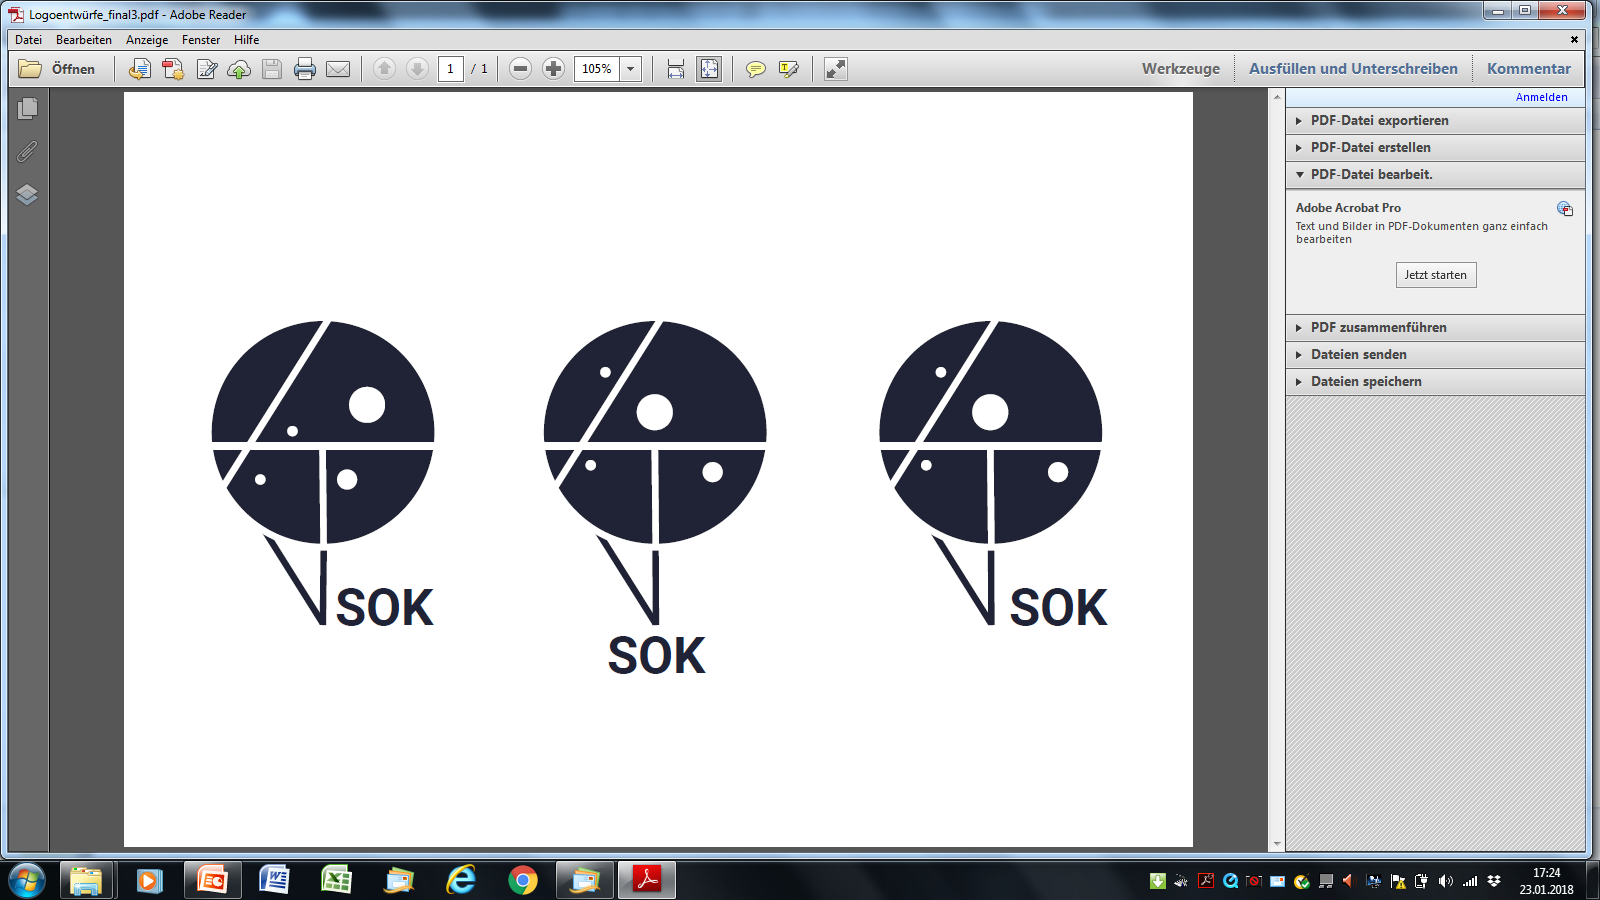 Logoentwürfe_final3.pdf - Adobe Reader
Datei Bearbeiten Anzeige Fenster Hilfe
Öffnen 1 / 1 105% Werkzeuge Ausfüllen und Unterschreiben Kommentar
Anmelden
PDF-Datei exportieren
PDF-Datei erstellen
PDF-Datei bearbeit.
Adobe Acrobat Pro
Text und Bilder in PDF-Dokumenten ganz einfach
bearbeiten
Jetzt starten
PDF zusammenführen
Dateien senden
Dateien speichern
SOK
SOK
SOK
17:24
23.01.2018